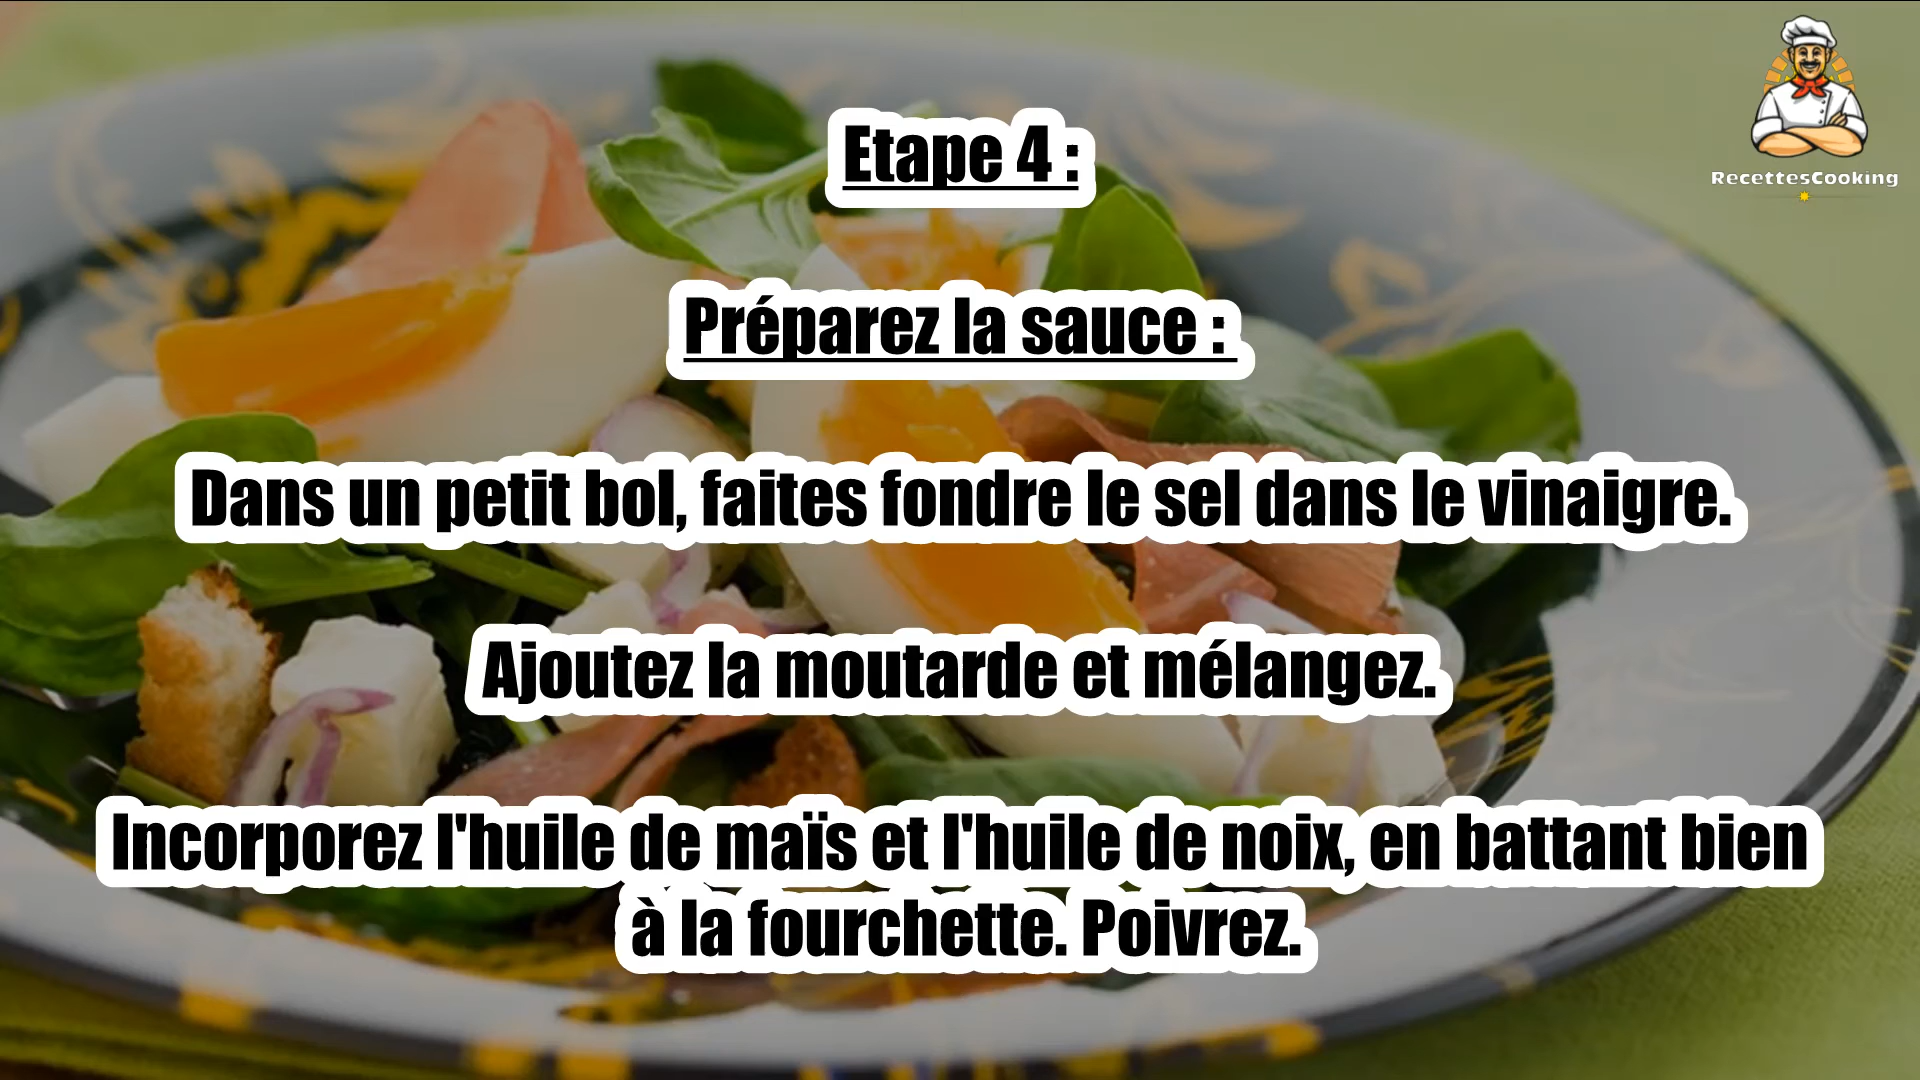 RecettesCooking
Etape 4 :
Préparez la sauce :
Dans un petit bol, faites fondre le sel dans le vinaigre.
Ajoutez la moutarde et mélangez.
Incorporez l'huile de maïs et l'huile de noix, en battant bien
à la fourchette. Poivrez.